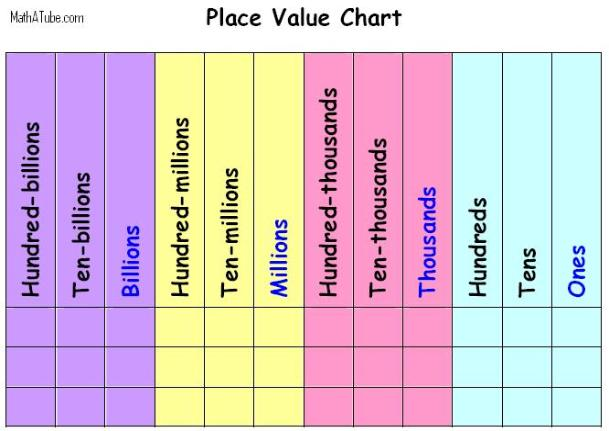 MathATube.com
Place Value Chart
Hundred-billions
Ten-billions
Billions
Hundred-millions
Ten-millions
Millions
Hundred-thousands
Ten-thousands
Thousands
Hundreds
Tens
Ones